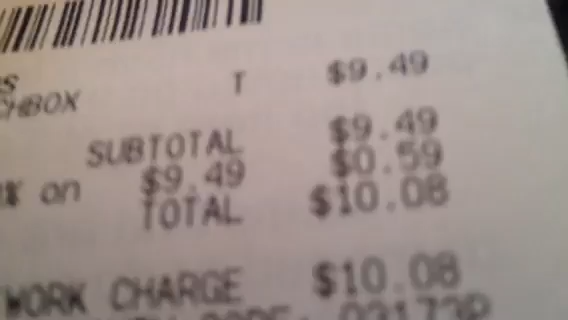 CHBOX T $9.49
SUBTOTAL $9.49
on $9.49 $0.59
TOTAL $10.08
WORK CHARGE $10.08